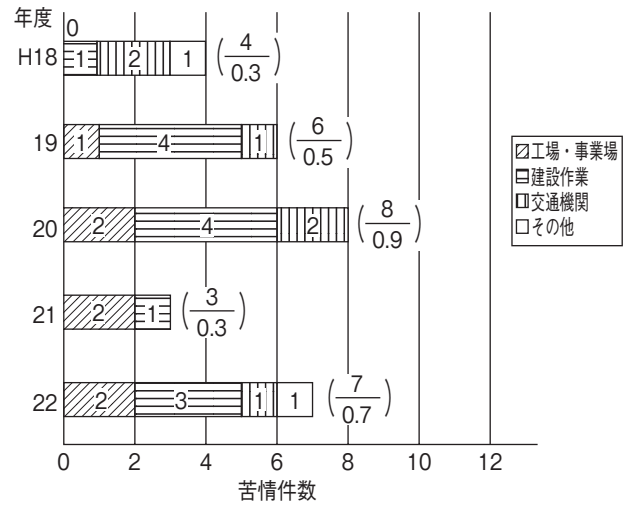 年度
0
H18 1 2 1 (4/0.3)
19 1 4 1 (6/0.5)
20 2 4 2 (8/0.9)
21 2 1 (3/0.3)
22 2 3 1 1 (7/0.7)
0 2 4 6 8 10 12
苦情件数
工場・事業場
建設作業
交通機関
その他